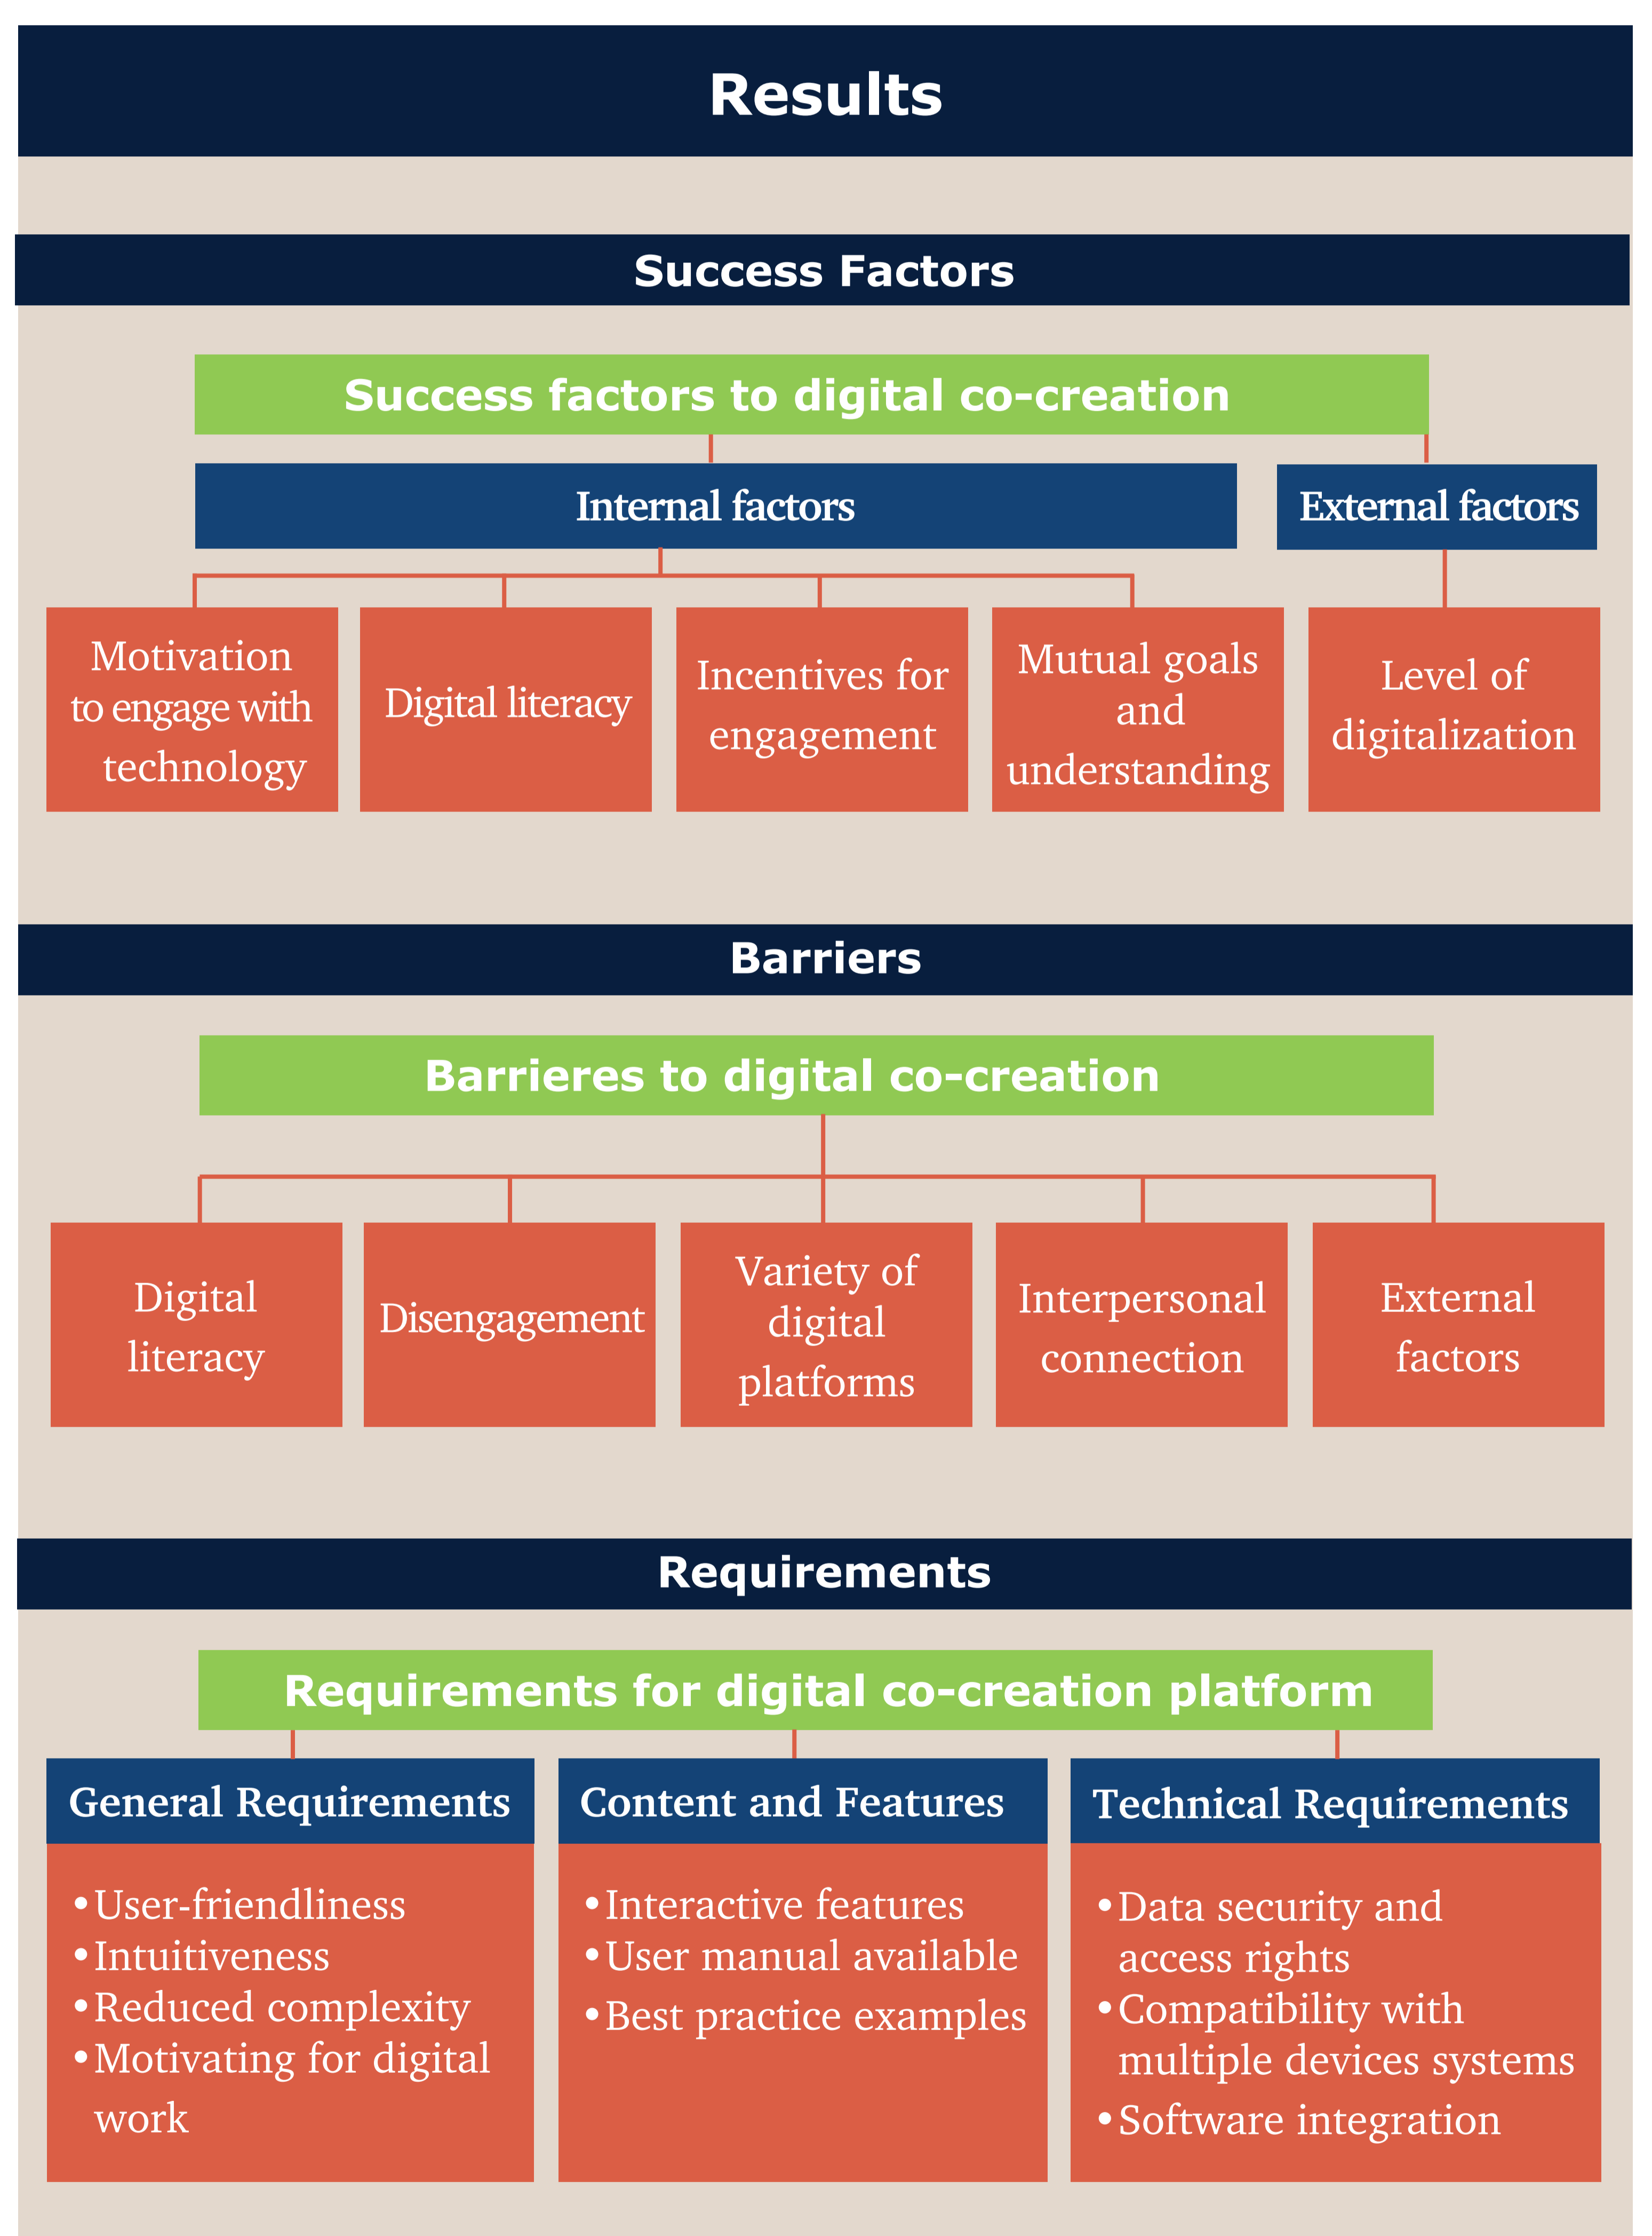 Results
Success Factors
Success factors to digital co-creation
Internal factors
External factors
Motivation
to engage with
technology
Digital literacy
Incentives for
engagement
Mutual goals
and
understanding
Level of
digitalization
Barriers
Barrieres to digital co-creation
Digital
literacy
Disengagement
Variety of
digital
platforms
Interpersonal
connection
External
factors
Requirements
Requirements for digital co-creation platform
General Requirements
•User-friendliness
•Intuitiveness
•Reduced complexity
•Motivating for digital
work
Content and Features
•Interactive features
•User manual available
•Best practice examples
Technical Requirements
•Data security and
access rights
•Compatibility with
multiple devices systems
•Software integration